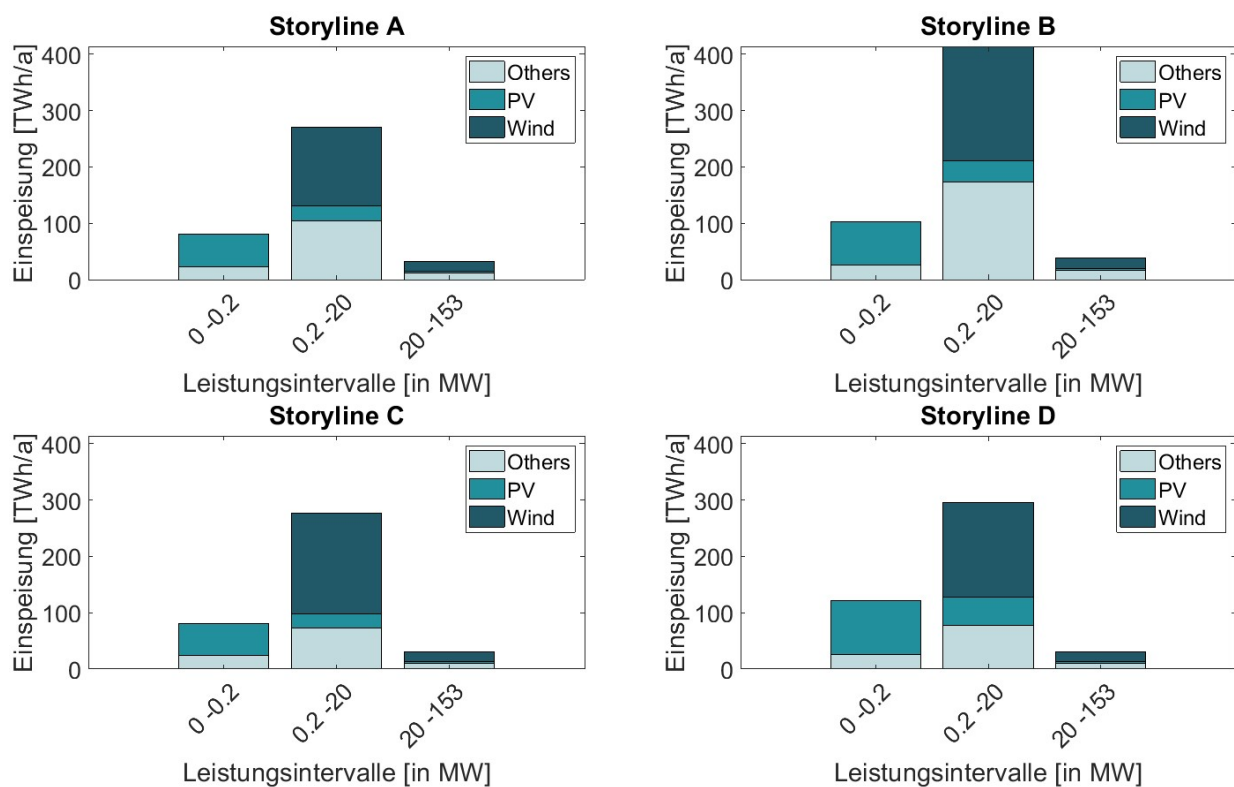 Storyline A
Einspeisung [TWh/a]
400
300
200
100
0
Others
PV
Wind
0 -0.2
0.2 -20
20 -153
Leistungsintervalle [in MW]
Storyline B
Einspeisung [TWh/a]
400
300
200
100
0
Others
PV
Wind
0 -0.2
0.2 -20
20 -153
Leistungsintervalle [in MW]
Storyline C
Einspeisung [TWh/a]
400
300
200
100
0
Others
PV
Wind
0 -0.2
0.2 -20
20 -153
Leistungsintervalle [in MW]
Storyline D
Einspeisung [TWh/a]
400
300
200
100
0
Others
PV
Wind
0 -0.2
0.2 -20
20 -153
Leistungsintervalle [in MW]